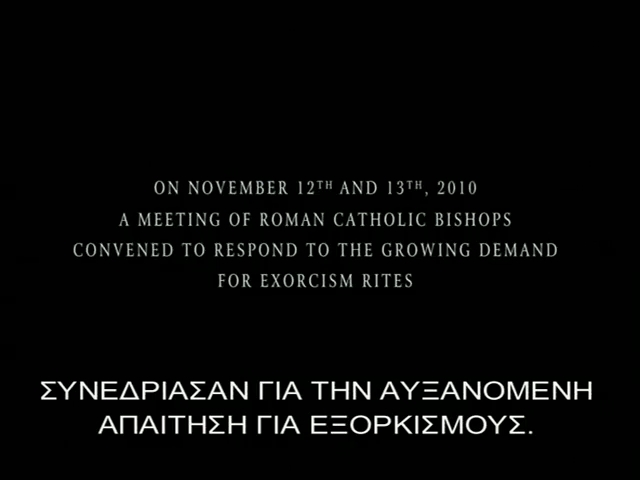 ON NOVEMBER 12TH AND 13TH, 2010
A MEETING OF ROMAN CATHOLIC BISHOPS
CONVENED TO RESPOND TO THE GROWING DEMAND
FOR EXORCISM RITES
ΣΥΝΕΔΡΙΑΣΑΝ ΓΙΑ ΤΗΝ ΑΥΞΑΝΟΜΕΝΗ
ΑΠΑΙΤΗΣΗ ΓΙΑ ΕΞΟΡΚΙΣΜΟΥΣ.